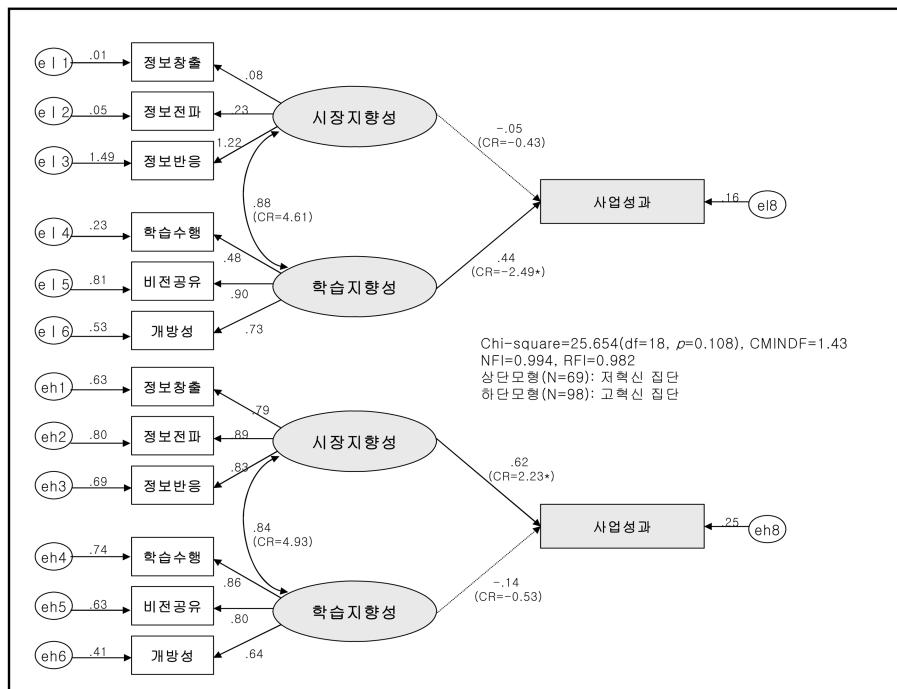 el1
.01
정보창출
.08
el2
.05
정보전파
.23
시장지향성
el3
1.49
정보반응
1.22
-.05
(CR=-0.43)
.88
(CR=4.61)
사업성과
.16
el8
el4
.23
학습수행
.48
el5
.81
비전공유
.90
학습지향성
.44
(CR=-2.49*)
el6
.53
개방성
.73
Chi-square=25.654(df=18, p=0.108), CMINDF=1.43
NFI=0.994, RFI=0.982
상단모형(N=69): 저혁신 집단
하단모형(N=98): 고혁신 집단
eh1
.63
정보창출
.79
eh2
.80
정보전파
.89
시장지향성
eh3
.69
정보반응
.83
.62
(CR=2.23*)
.84
(CR=4.93)
사업성과
.25
eh8
eh4
.74
학습수행
.86
eh5
.63
비전공유
.80
학습지향성
-.14
(CR=-0.53)
eh6
.41
개방성
.64